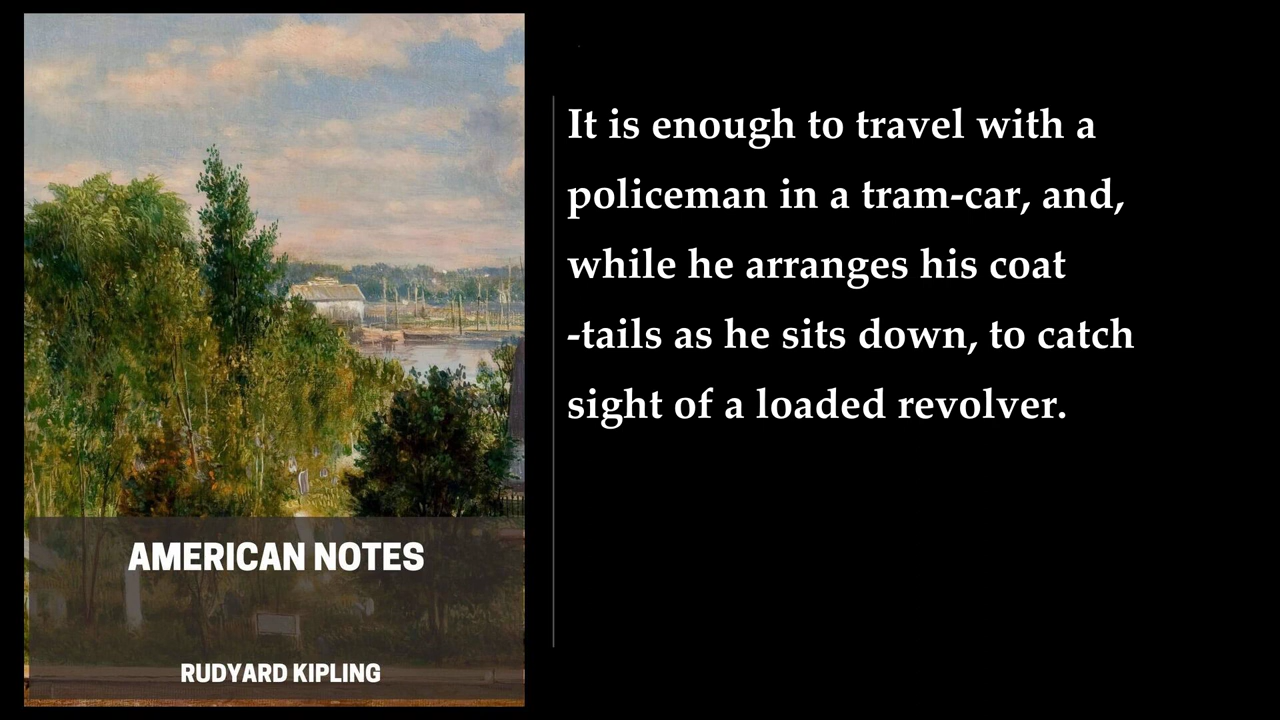 AMERICAN NOTES
RUDYARD KIPLING
It is enough to travel with a
policeman in a tram-car, and,
while he arranges his coat
-tails as he sits down, to catch
sight of a loaded revolver.